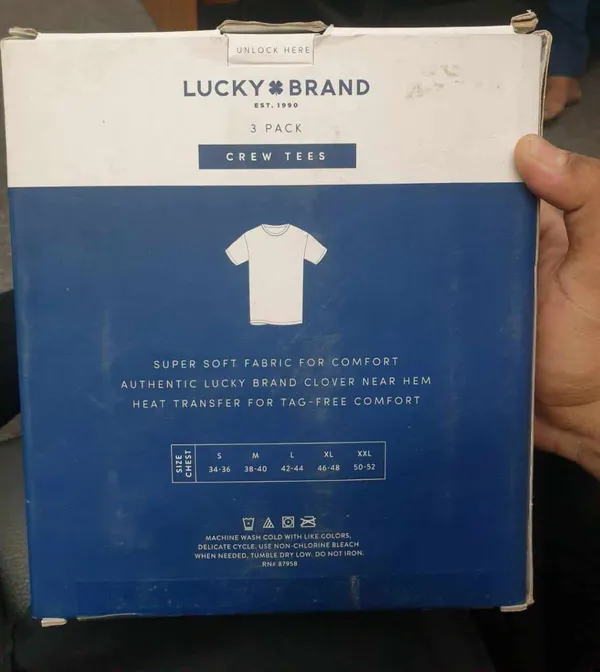 UNLOCK HERE
LUCKY BRAND
EST. 1990
3 PACK
CREW TEES
SUPER SOFT FABRIC FOR COMFORT
AUTHENTIC LUCKY BRAND CLOVER NEAR HEM
HEAT TRANSFER FOR TAG-FREE COMFORT
SIZE S M L XL XXL
CHEST 34-36 38-40 42-44 46-48 50-52
MACHINE WASH COLD WITH LIKE COLORS,
DELICATE CYCLE. USE NON-CHLORINE BLEACH
WHEN NEEDED, TUMBLE DRY LOW. DO NOT IRON.
RN# 87958